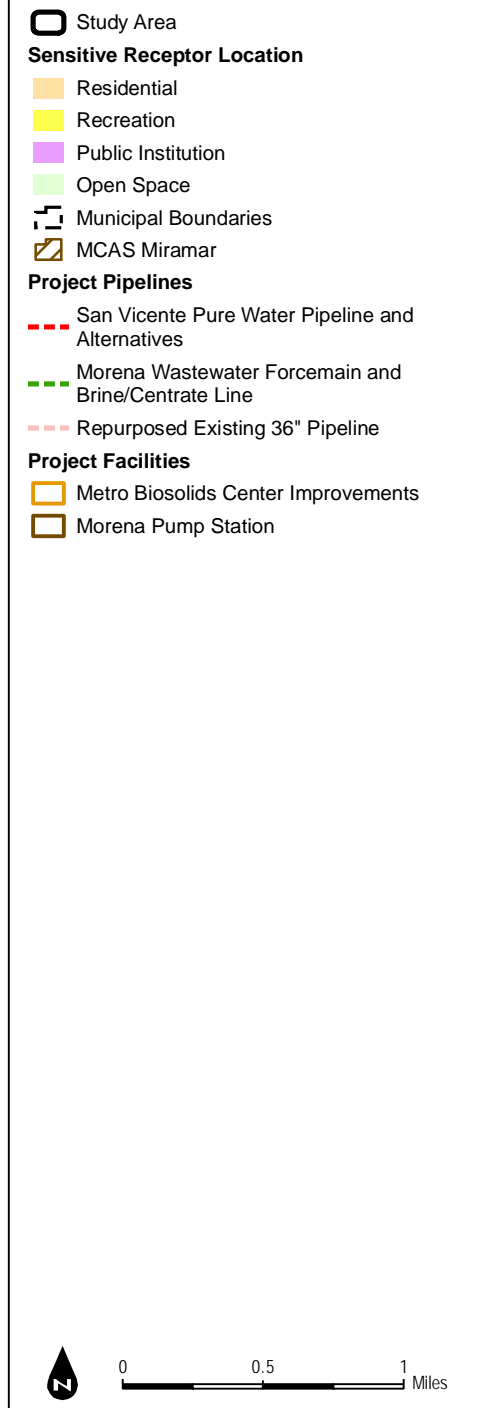 Study Area
Sensitive Receptor Location
Residential
Recreation
Public Institution
Open Space
Municipal Boundaries
MCAS Miramar
Project Pipelines
San Vicente Pure Water Pipeline and
Alternatives
Morena Wastewater Forcemain and
Brine/Centrate Line
Repurposed Existing 36" Pipeline
Project Facilities
Metro Biosolids Center Improvements
Morena Pump Station
N
0 0.5 1
Miles